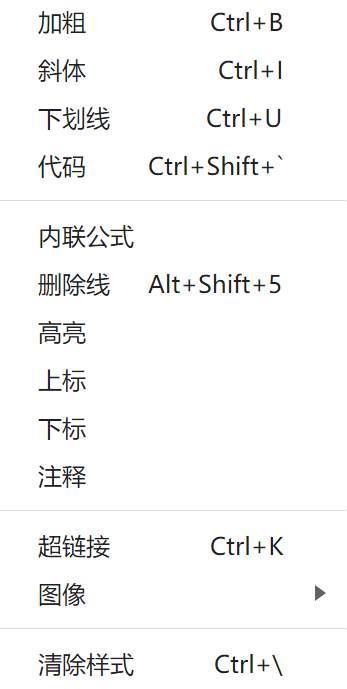 加粗 Ctrl+B
斜体 Ctrl+I
下划线 Ctrl+U
代码 Ctrl+Shift+`
内联公式
删除线 Alt+Shift+5
高亮
上标
下标
注释
超链接 Ctrl+K
图像
清除样式 Ctrl+\